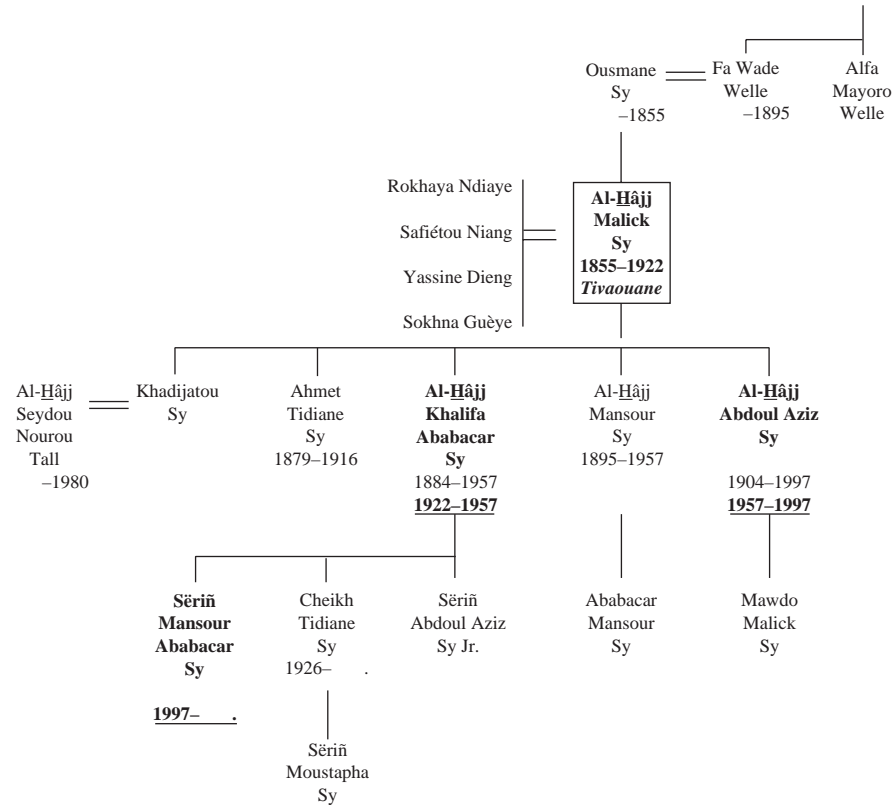 Ousmane
Sy
–1855
Fa Wade
Welle
–1895
Alfa
Mayoro
Welle
Rokhaya Ndiaye
Safiétou Niang
Yassine Dieng
Sokhna Guèye
Al-Hâjj
Malick
Sy
1855–1922
Tivaouane
Al-Hâjj
Seydou
Nourou
Tall
–1980
Khadijatou
Sy
Ahmet
Tidiane
Sy
1879–1916
Al-Hâjj
Khalifa
Ababacar
Sy
1884–1957
1922–1957
Al-Hâjj
Mansour
Sy
1895–1957
Al-Hâjj
Abdoul Aziz
Sy
1904–1997
1957–1997
Sëriñ
Mansour
Ababacar
Sy
1997– .
Cheikh
Tidiane
Sy
1926– .
Sëriñ
Abdoul Aziz
Sy Jr.
Ababacar
Mansour
Sy
Mawdo
Malick
Sy
Sëriñ
Moustapha
Sy